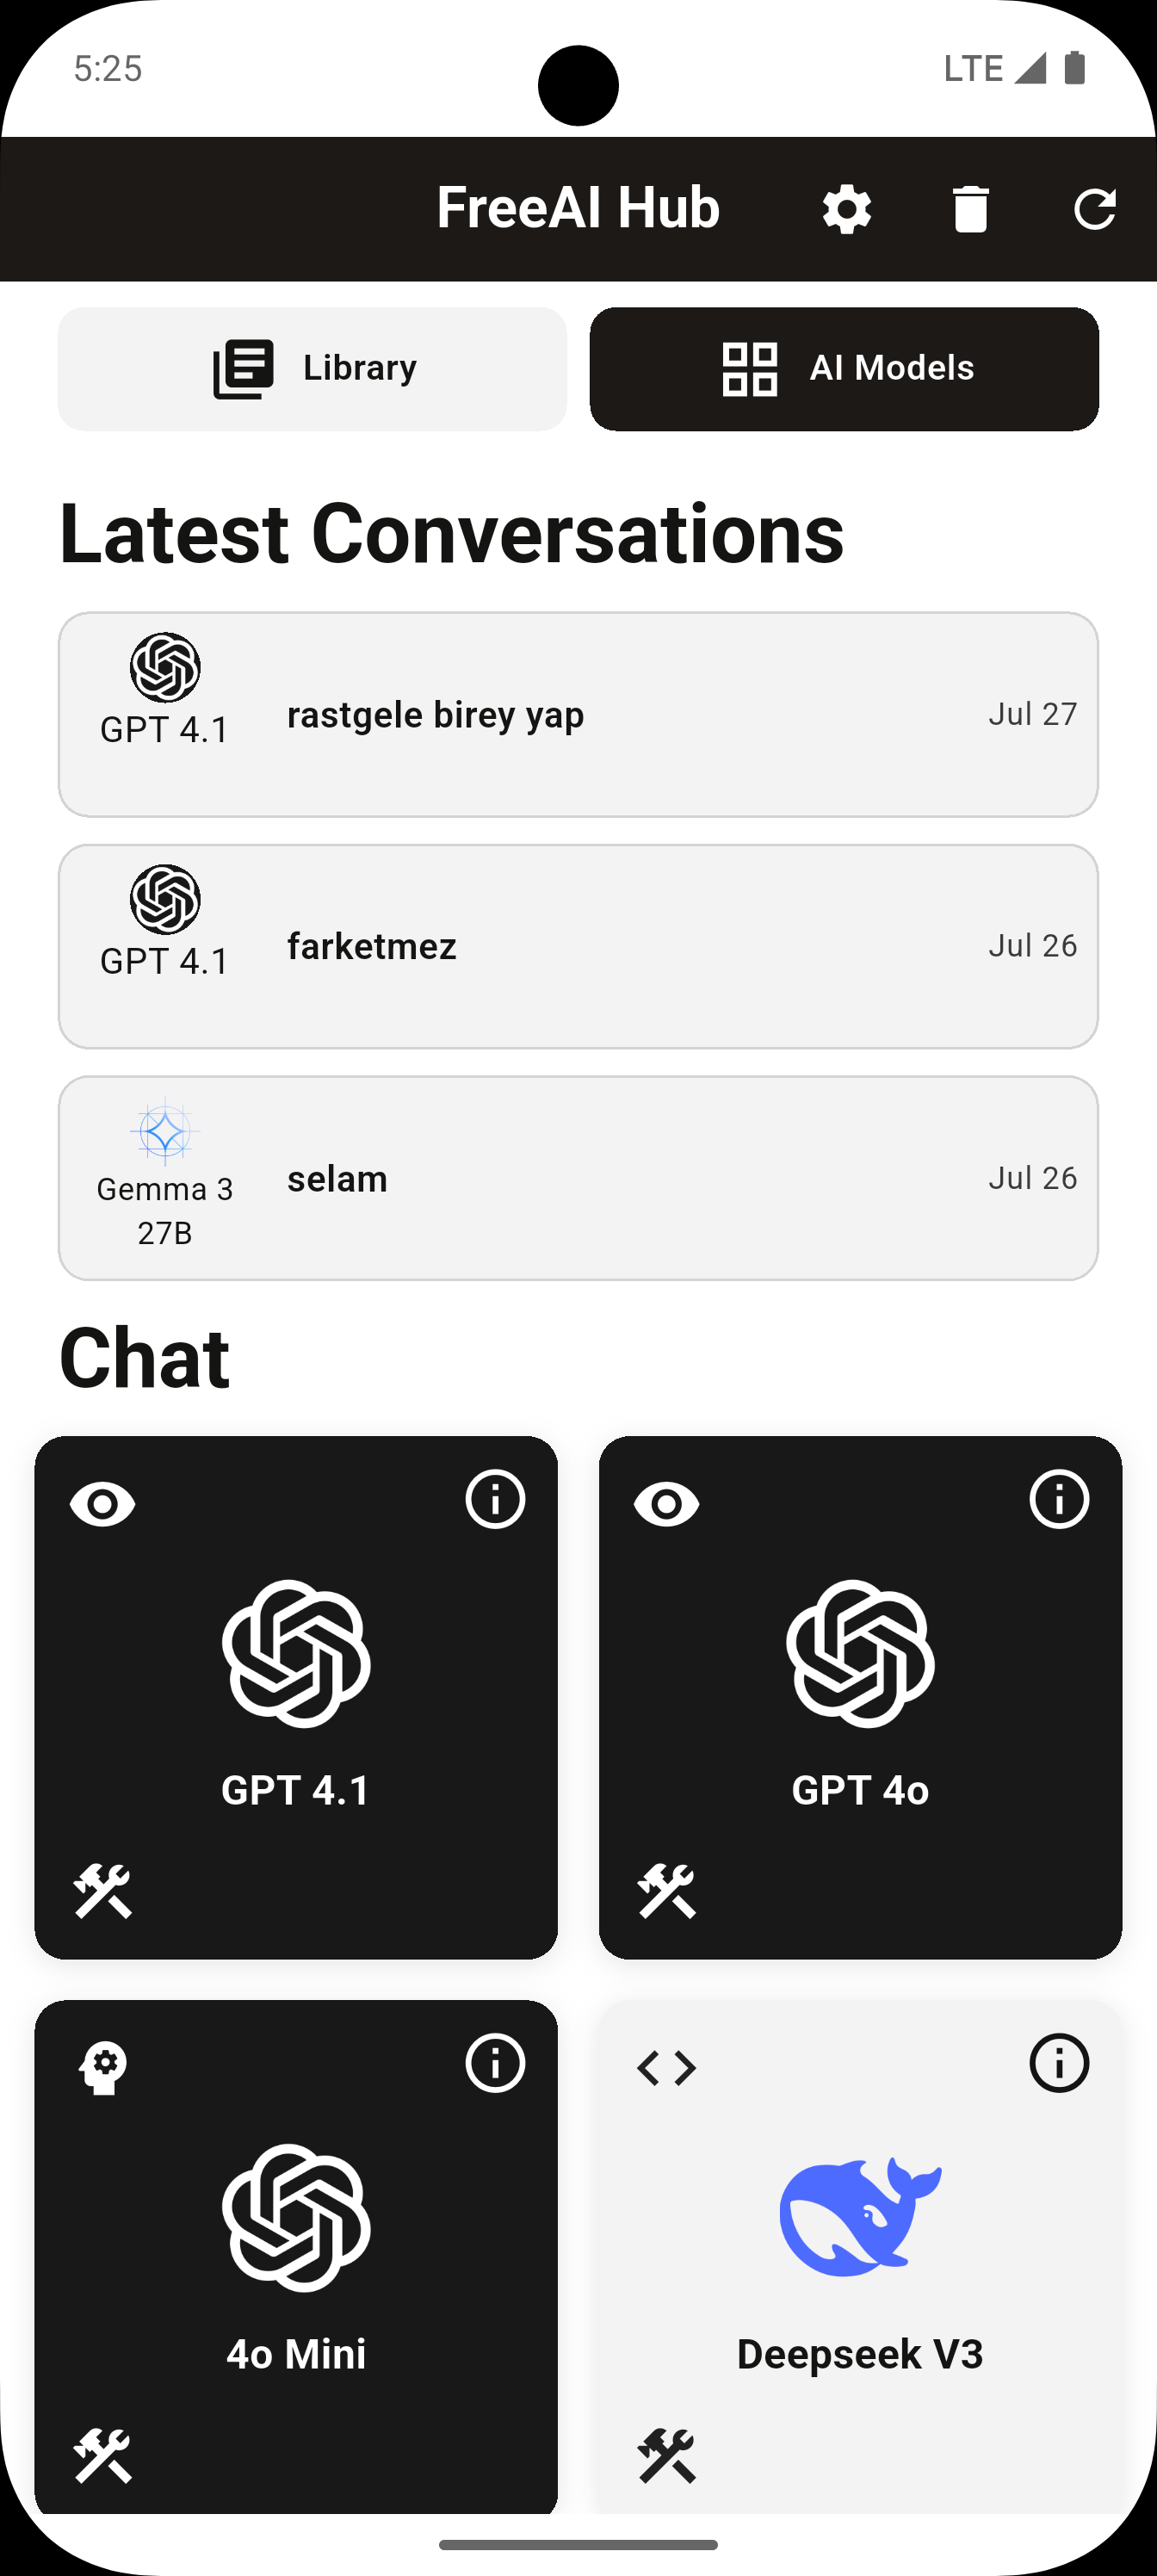 5:25
LTE
FreeAI Hub
Library
AI Models
Latest Conversations
GPT 4.1
rastgele birey yap
Jul 27
GPT 4.1
farketmez
Jul 26
Gemma 3
27B
selam
Jul 26
Chat
GPT 4.1
GPT 4o
4o Mini
Deepseek V3